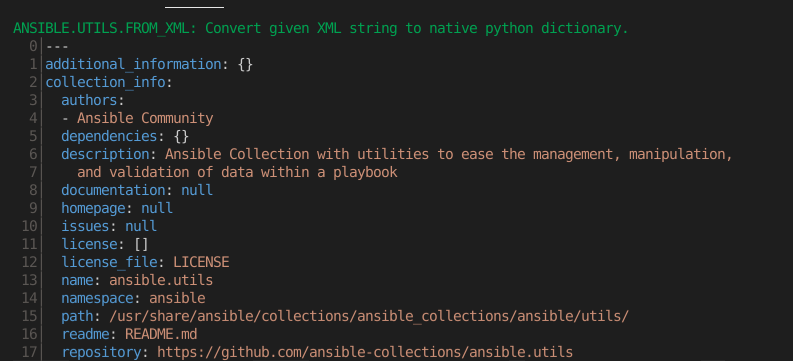 ANSIBLE.UTILS.FROM_XML: Convert given XML string to native python dictionary.
0 ---
1 additional_information: {}
2 collection_info:
3   authors:
4   - Ansible Community
5   dependencies: {}
6   description: Ansible Collection with utilities to ease the management, manipulation,
7     and validation of data within a playbook
8   documentation: null
9   homepage: null
10   issues: null
11   license: []
12   license_file: LICENSE
13   name: ansible.utils
14   namespace: ansible
15   path: /usr/share/ansible/collections/ansible_collections/ansible/utils/
16   readme: README.md
17   repository: https://github.com/ansible-collections/ansible.utils